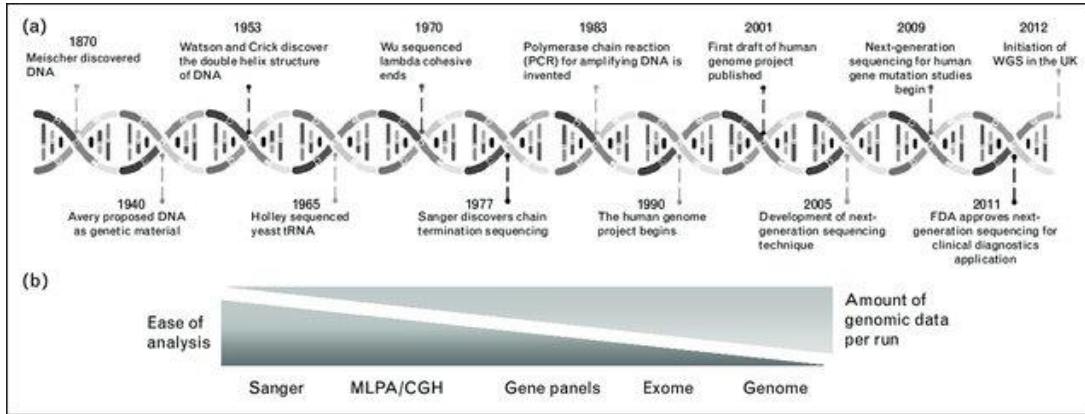 (a)
1870
Meischer discovered
DNA
1953
Watson and Crick discover
the double helix structure
of DNA
1970
Wu sequenced
lambda cohesive
ends
1983
Polymerase chain reaction
(PCR) for amplifying DNA is
invented
2001
First draft of human
genome project
published
2009
Next-generation
sequencing for human
gene mutation studies
begin
2012
Initiation of
WGS in the UK
1940
Avery proposed DNA
as genetic material
1965
Holley sequenced
yeast tRNA
1977
Sanger discovers chain
termination sequencing
1990
The human genome
project begins
2005
Development of next-
generation sequencing
technique
2011
FDA approves next-
generation sequencing for
clinical diagnostics
application
(b)
Ease of
analysis
Amount of
genomic data
per run
Sanger MLPA/CGH Gene panels Exome Genome